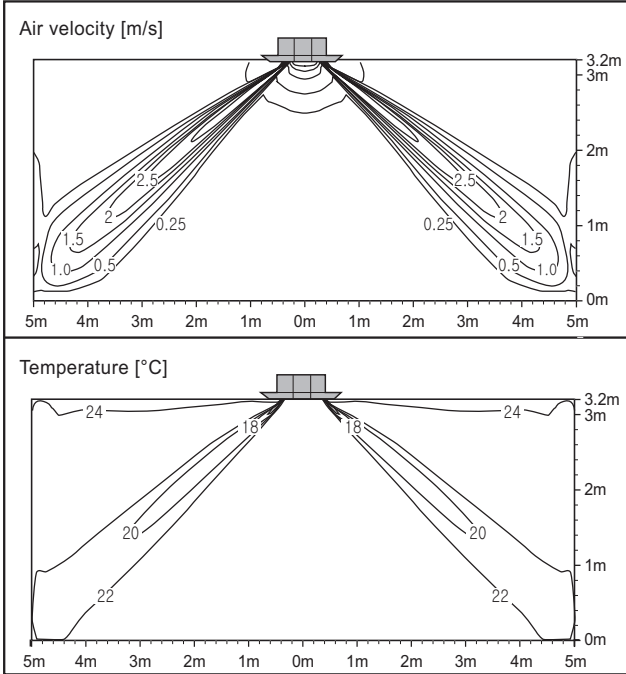 Air velocity [m/s]
3.2m
3m
2m
2.5 2.5
2 2
0.25 0.25
1m
1.5 1.5
0.5 0.5
1.0 1.0
0m
5m 4m 3m 2m 1m 0m 1m 2m 3m 4m 5m
Temperature [°C]
3.2m
24 24
3m
18 18
2m
20 20
1m
22 22
0m
5m 4m 3m 2m 1m 0m 1m 2m 3m 4m 5m